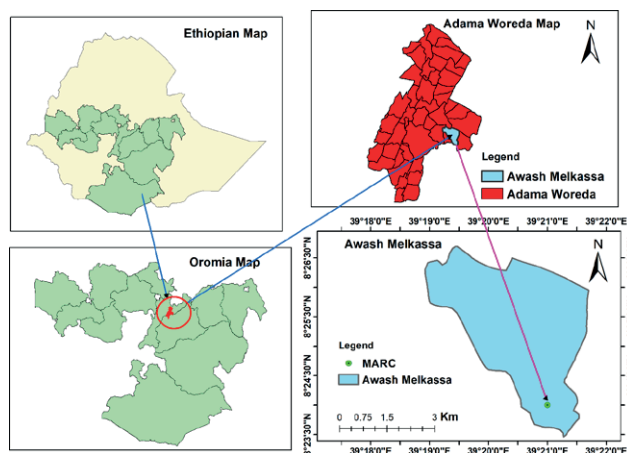 Ethiopian Map
Adama Woreda Map
N
Legend
Awash Melkassa
Adama Woreda
Oromia Map
39°18'0"E 39°19'0"E 39°20'0"E 39°21'0"E 39°22'0"E
Awash Melkassa
N
8°26'30"N
8°25'30"N
8°24'30"N
8°23'30"N
Legend
MARC
Awash Melkassa
0 0.75 1.5 3 Km
39°18'0"E 39°19'0"E 39°20'0"E 39°21'0"E 39°22'0"E